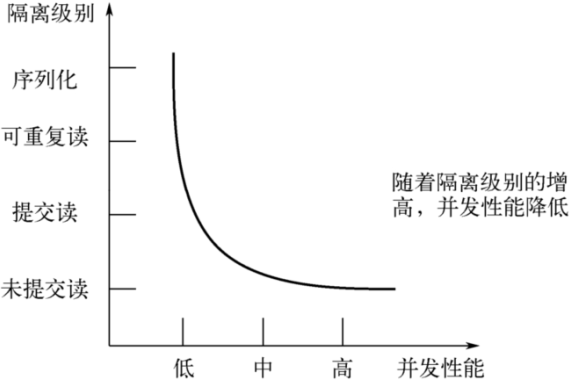 隔离级别
序列化
可重复读
提交读
未提交读
随着隔离级别的增
高，并发性能降低
低
中
高
并发性能